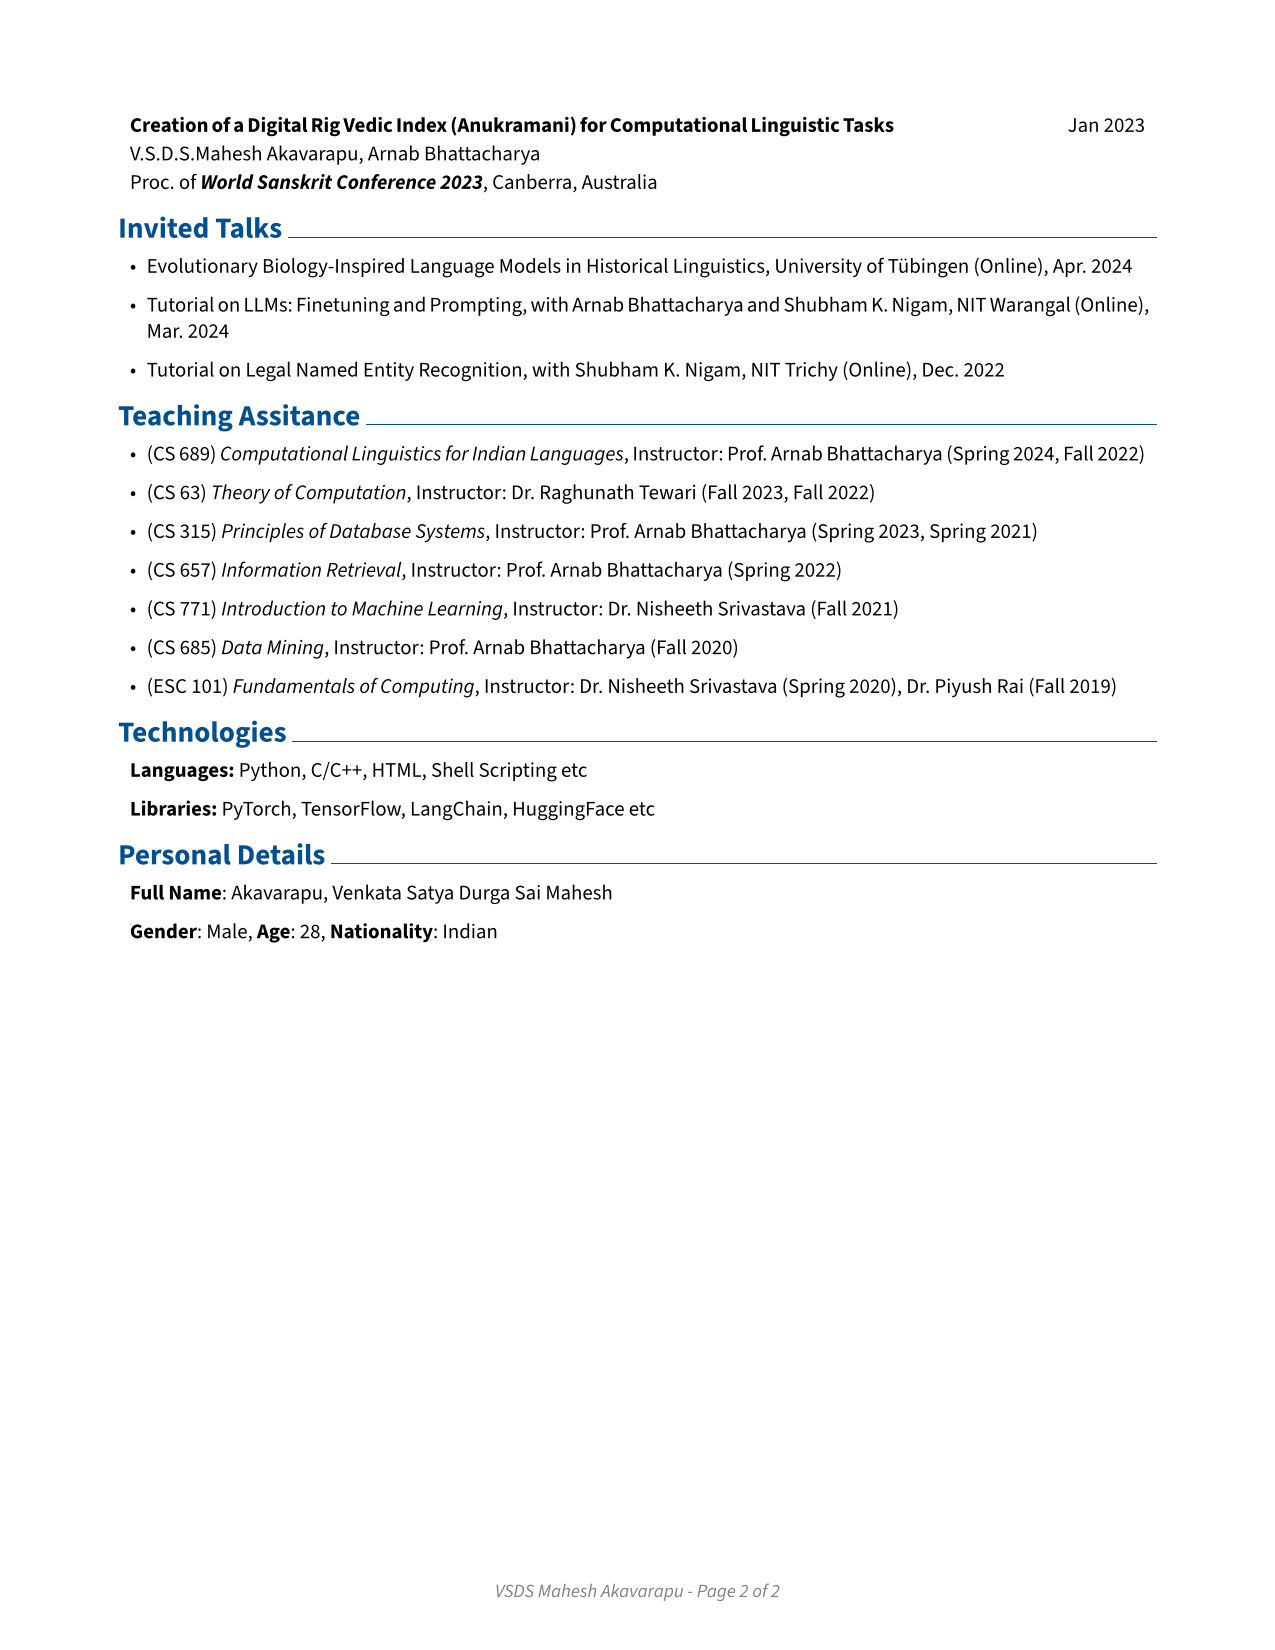 Creation of a Digital Rig Vedic Index (Anukramani) for Computational Linguistic Tasks Jan 2023
V.S.D.S.Mahesh Akavarapu, Arnab Bhattacharya
Proc. of World Sanskrit Conference 2023, Canberra, Australia
Invited Talks
• Evolutionary Biology-Inspired Language Models in Historical Linguistics, University of Tübingen (Online), Apr. 2024
• Tutorial on LLMs: Finetuning and Prompting, with Arnab Bhattacharya and Shubham K. Nigam, NIT Warangal (Online),
Mar. 2024
• Tutorial on Legal Named Entity Recognition, with Shubham K. Nigam, NIT Trichy (Online), Dec. 2022
Teaching Assitance
• (CS 689) Computational Linguistics for Indian Languages, Instructor: Prof. Arnab Bhattacharya (Spring 2024, Fall 2022)
• (CS 63) Theory of Computation, Instructor: Dr. Raghunath Tewari (Fall 2023, Fall 2022)
• (CS 315) Principles of Database Systems, Instructor: Prof. Arnab Bhattacharya (Spring 2023, Spring 2021)
• (CS 657) Information Retrieval, Instructor: Prof. Arnab Bhattacharya (Spring 2022)
• (CS 771) Introduction to Machine Learning, Instructor: Dr. Nisheeth Srivastava (Fall 2021)
• (CS 685) Data Mining, Instructor: Prof. Arnab Bhattacharya (Fall 2020)
• (ESC 101) Fundamentals of Computing, Instructor: Dr. Nisheeth Srivastava (Spring 2020), Dr. Piyush Rai (Fall 2019)
Technologies
Languages: Python, C/C++, HTML, Shell Scripting etc
Libraries: PyTorch, TensorFlow, LangChain, HuggingFace etc
Personal Details
Full Name: Akavarapu, Venkata Satya Durga Sai Mahesh
Gender: Male, Age: 28, Nationality: Indian
VSDS Mahesh Akavarapu - Page 2 of 2